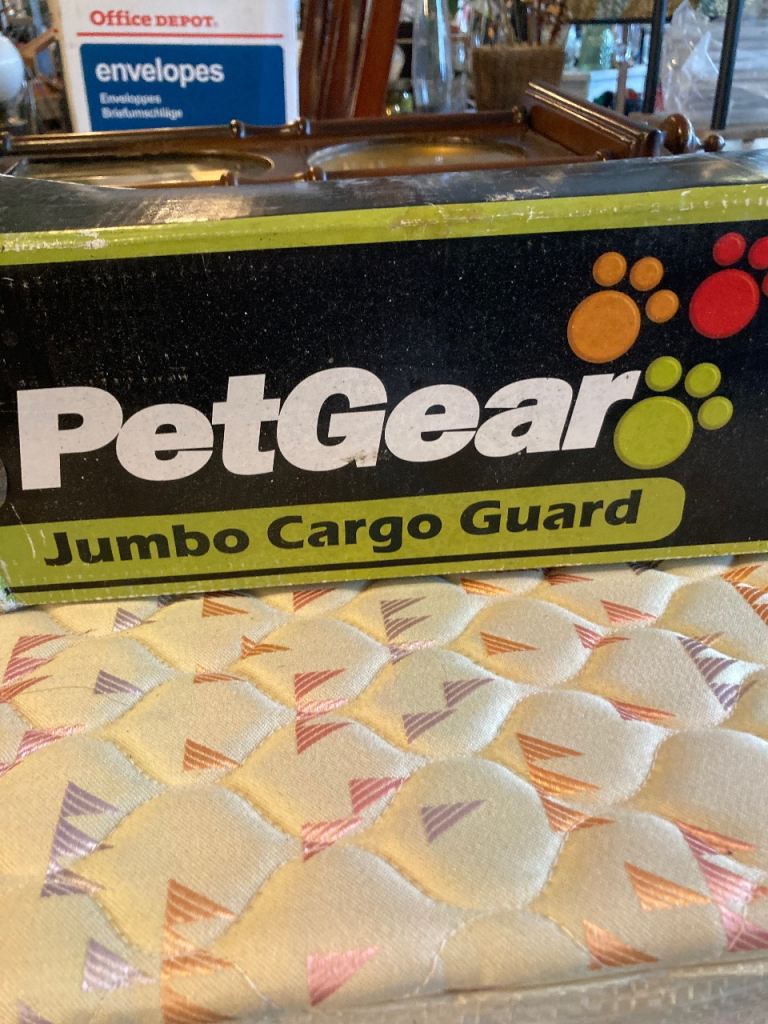 Office DEPOT.
envelopes
Enveloppes
Briefumschläge
PetGear
Jumbo Cargo Guard